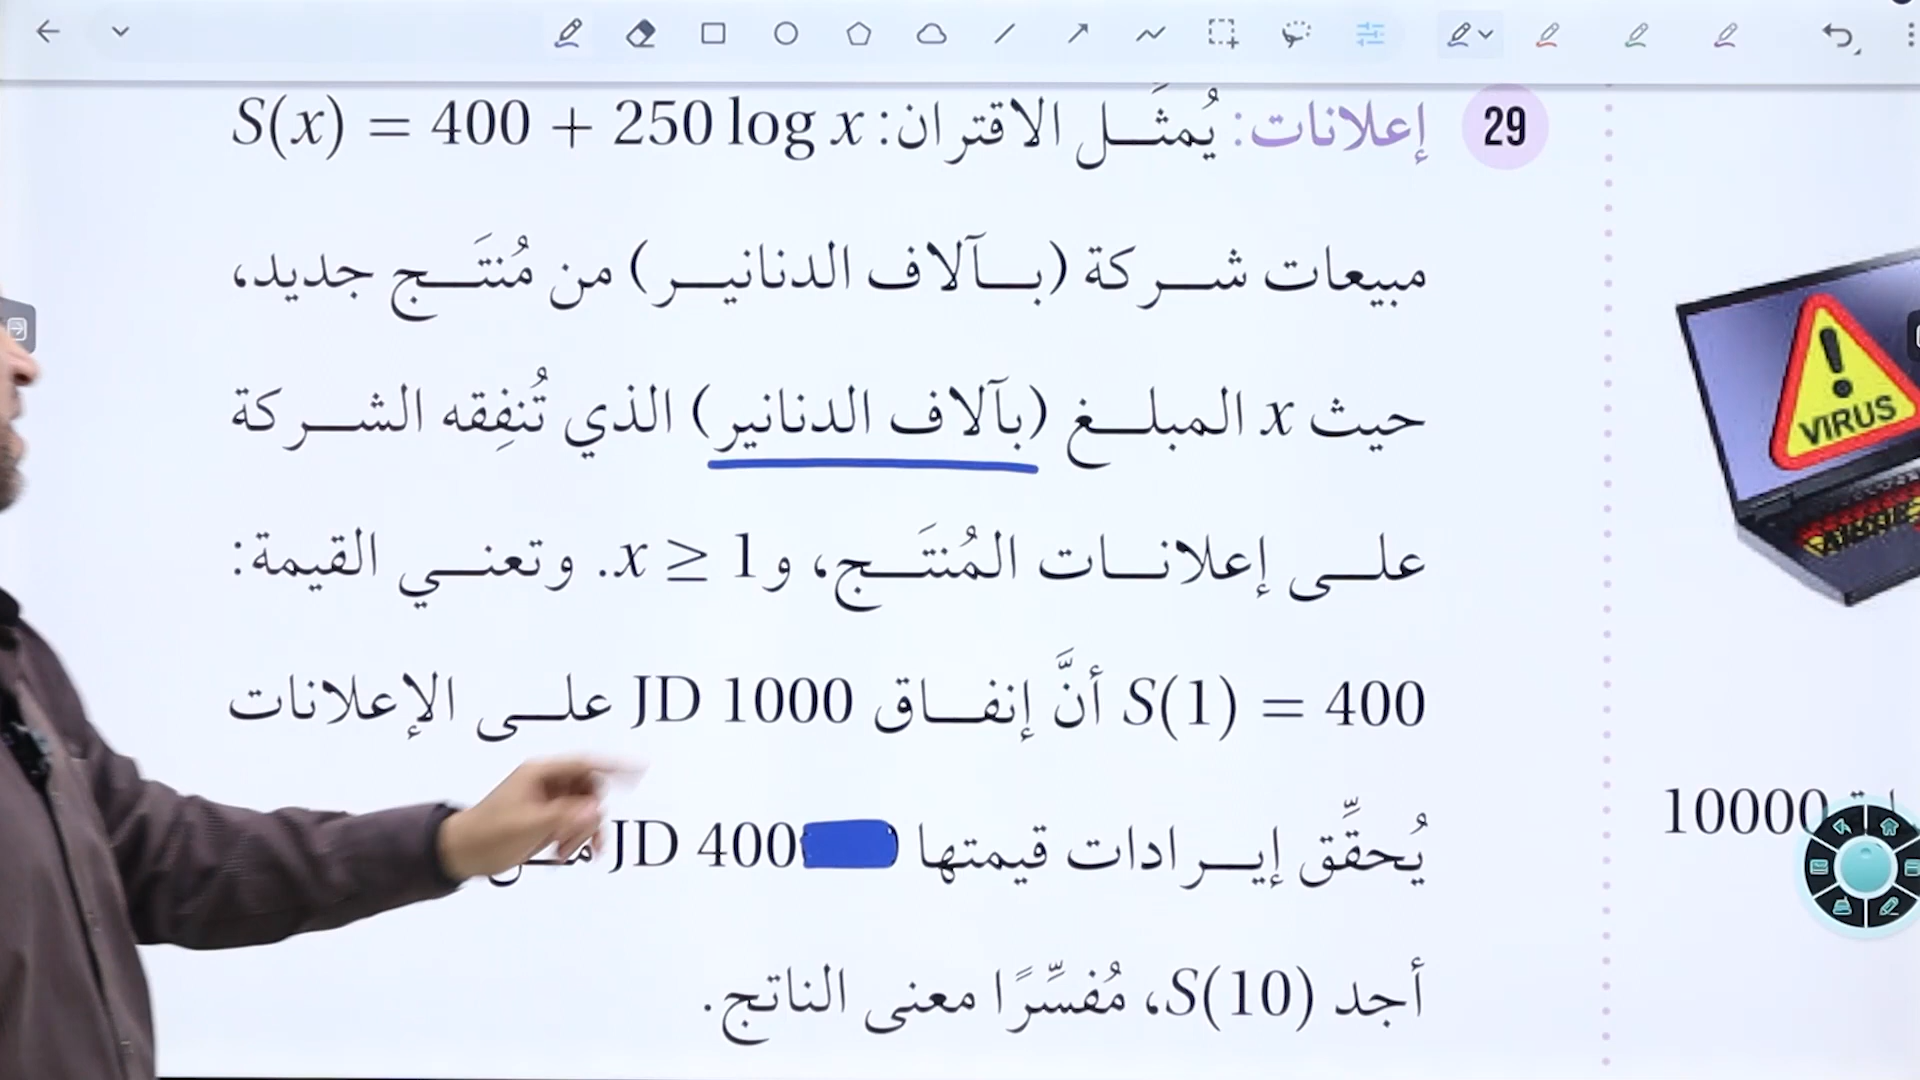 29 إعلانات: يُمثِّل الاقتران: S(x) = 400 + 250 log x
مبيعات شركة (بآلاف الدنانير) من مُنتَج جديد،
حيث x المبلغ (بآلاف الدنانير) الذي تُنفِقه الشركة
على إعلانات المُنتَج، و x ≥ 1. وتعني القيمة:
S(1) = 400 أنَّ إنفاق JD 1000 على الإعلانات
يُحقِّق إيرادات قيمتها JD 400
أجد S(10)، مُفسِّرًا معنى الناتج.
VIRUS
10000